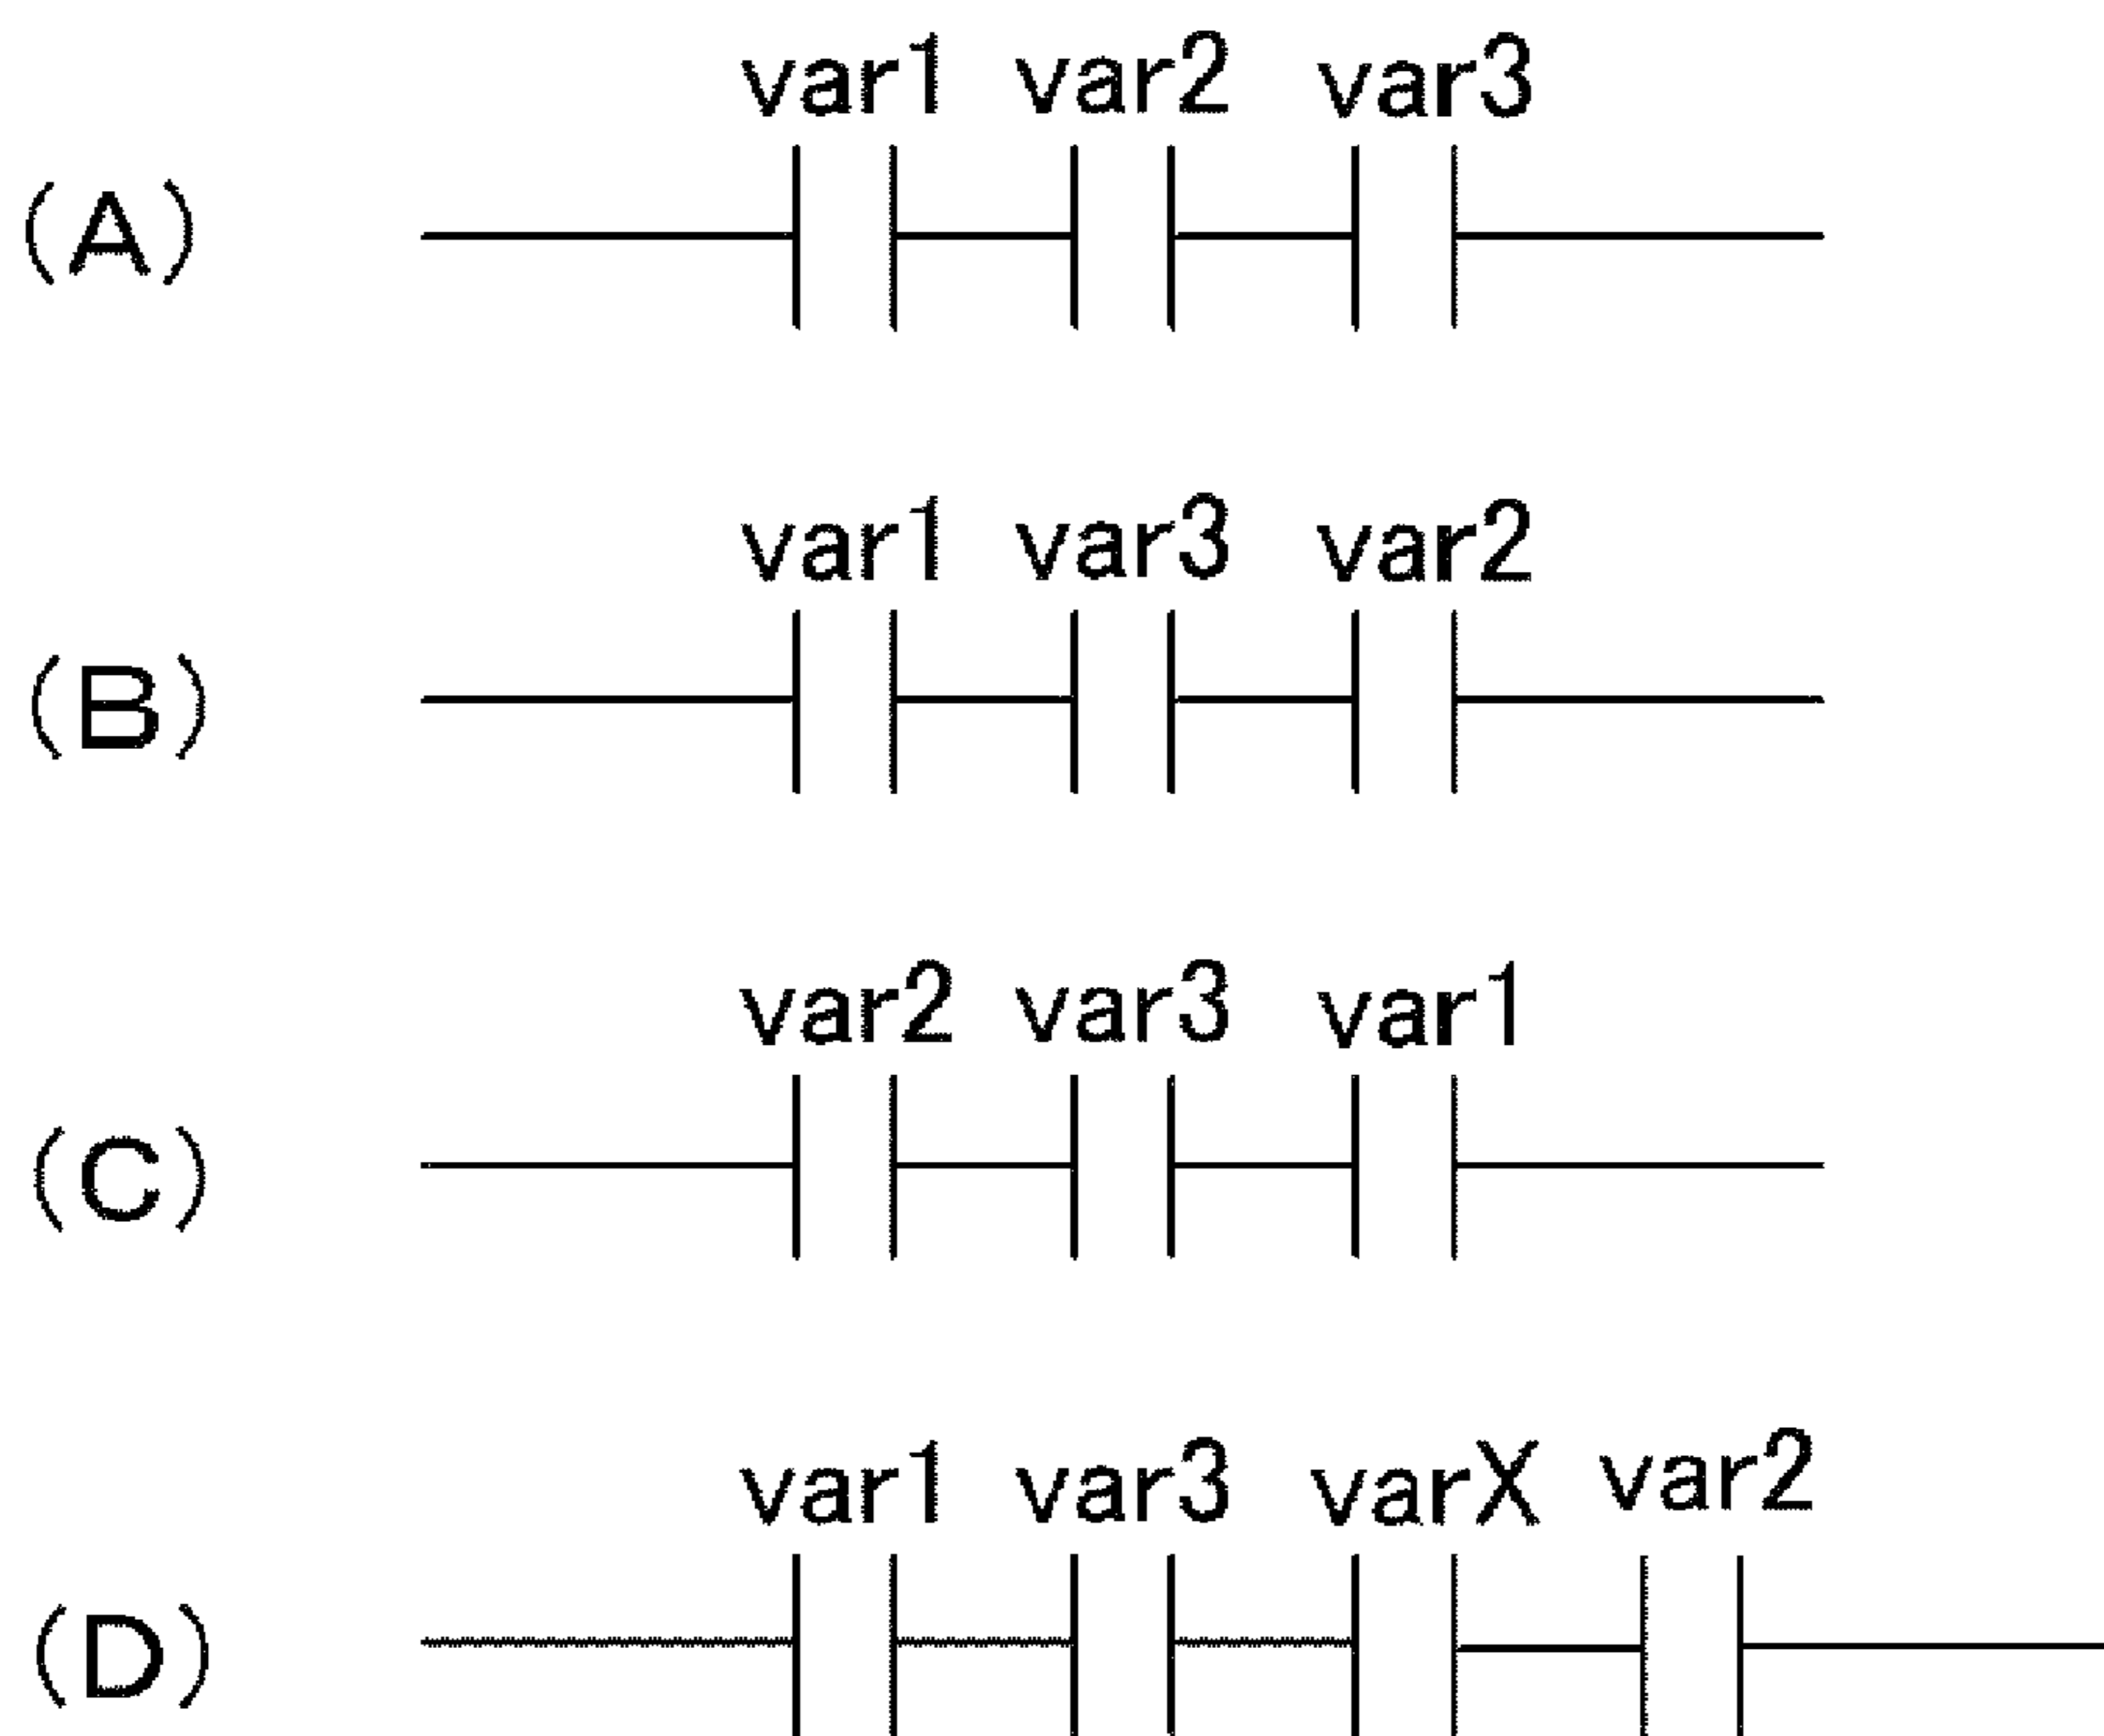 var1 var2 var3
(A)
var1 var3 var2
(B)
var2 var3 var1
(C)
var1 var3 varX var2
(D)